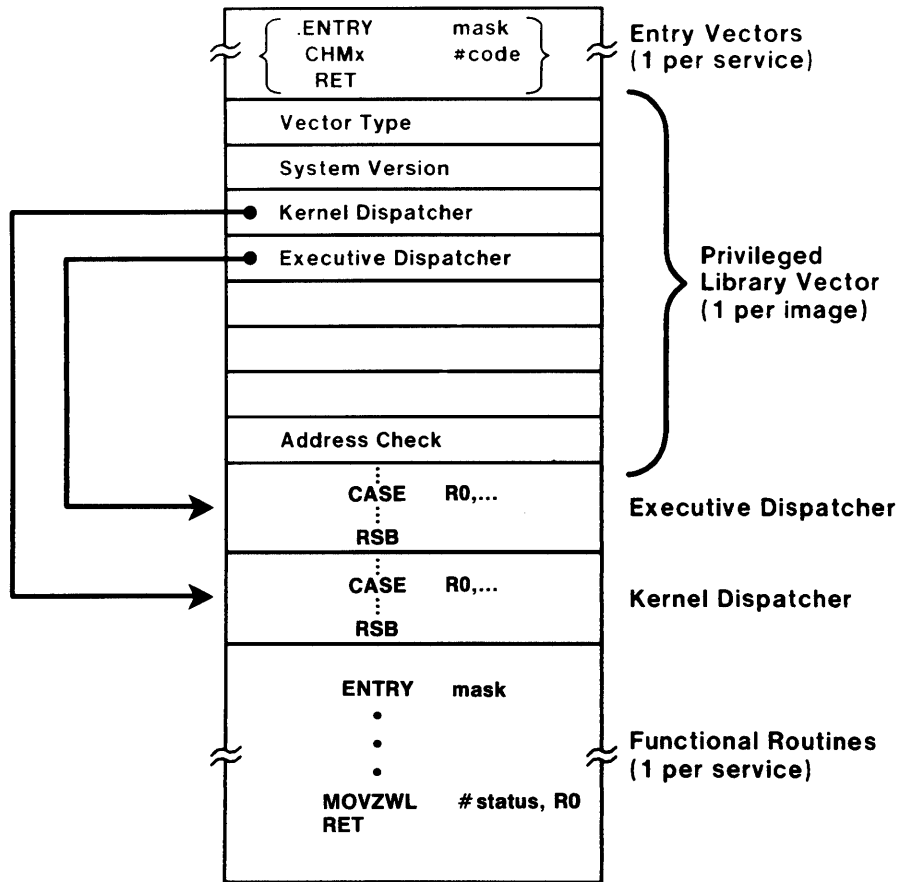 .ENTRY mask
CHMx #code
RET
Entry Vectors
(1 per service)
Vector Type
System Version
Kernel Dispatcher
Executive Dispatcher
Privileged
Library Vector
(1 per image)
Address Check
CASE R0,...
RSB
Executive Dispatcher
CASE R0,...
RSB
Kernel Dispatcher
ENTRY mask
Functional Routines
(1 per service)
MOVZWL #status, R0
RET